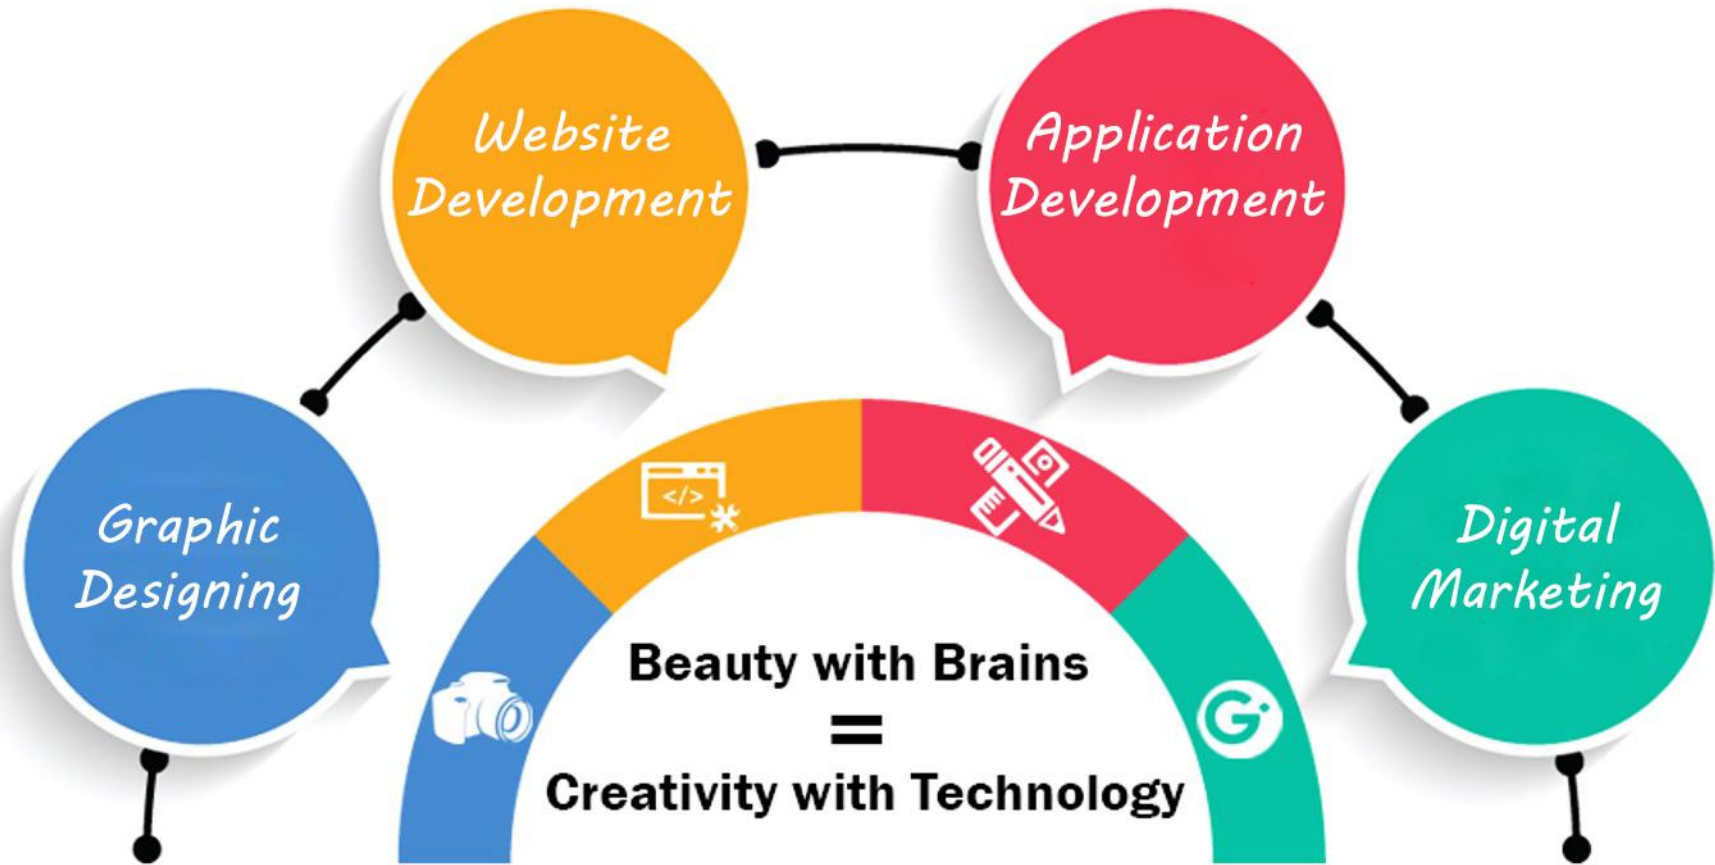 Website
Development
Application
Development
Graphic
Designing
Digital
Marketing
</>
Beauty with Brains
=
Creativity with Technology
G